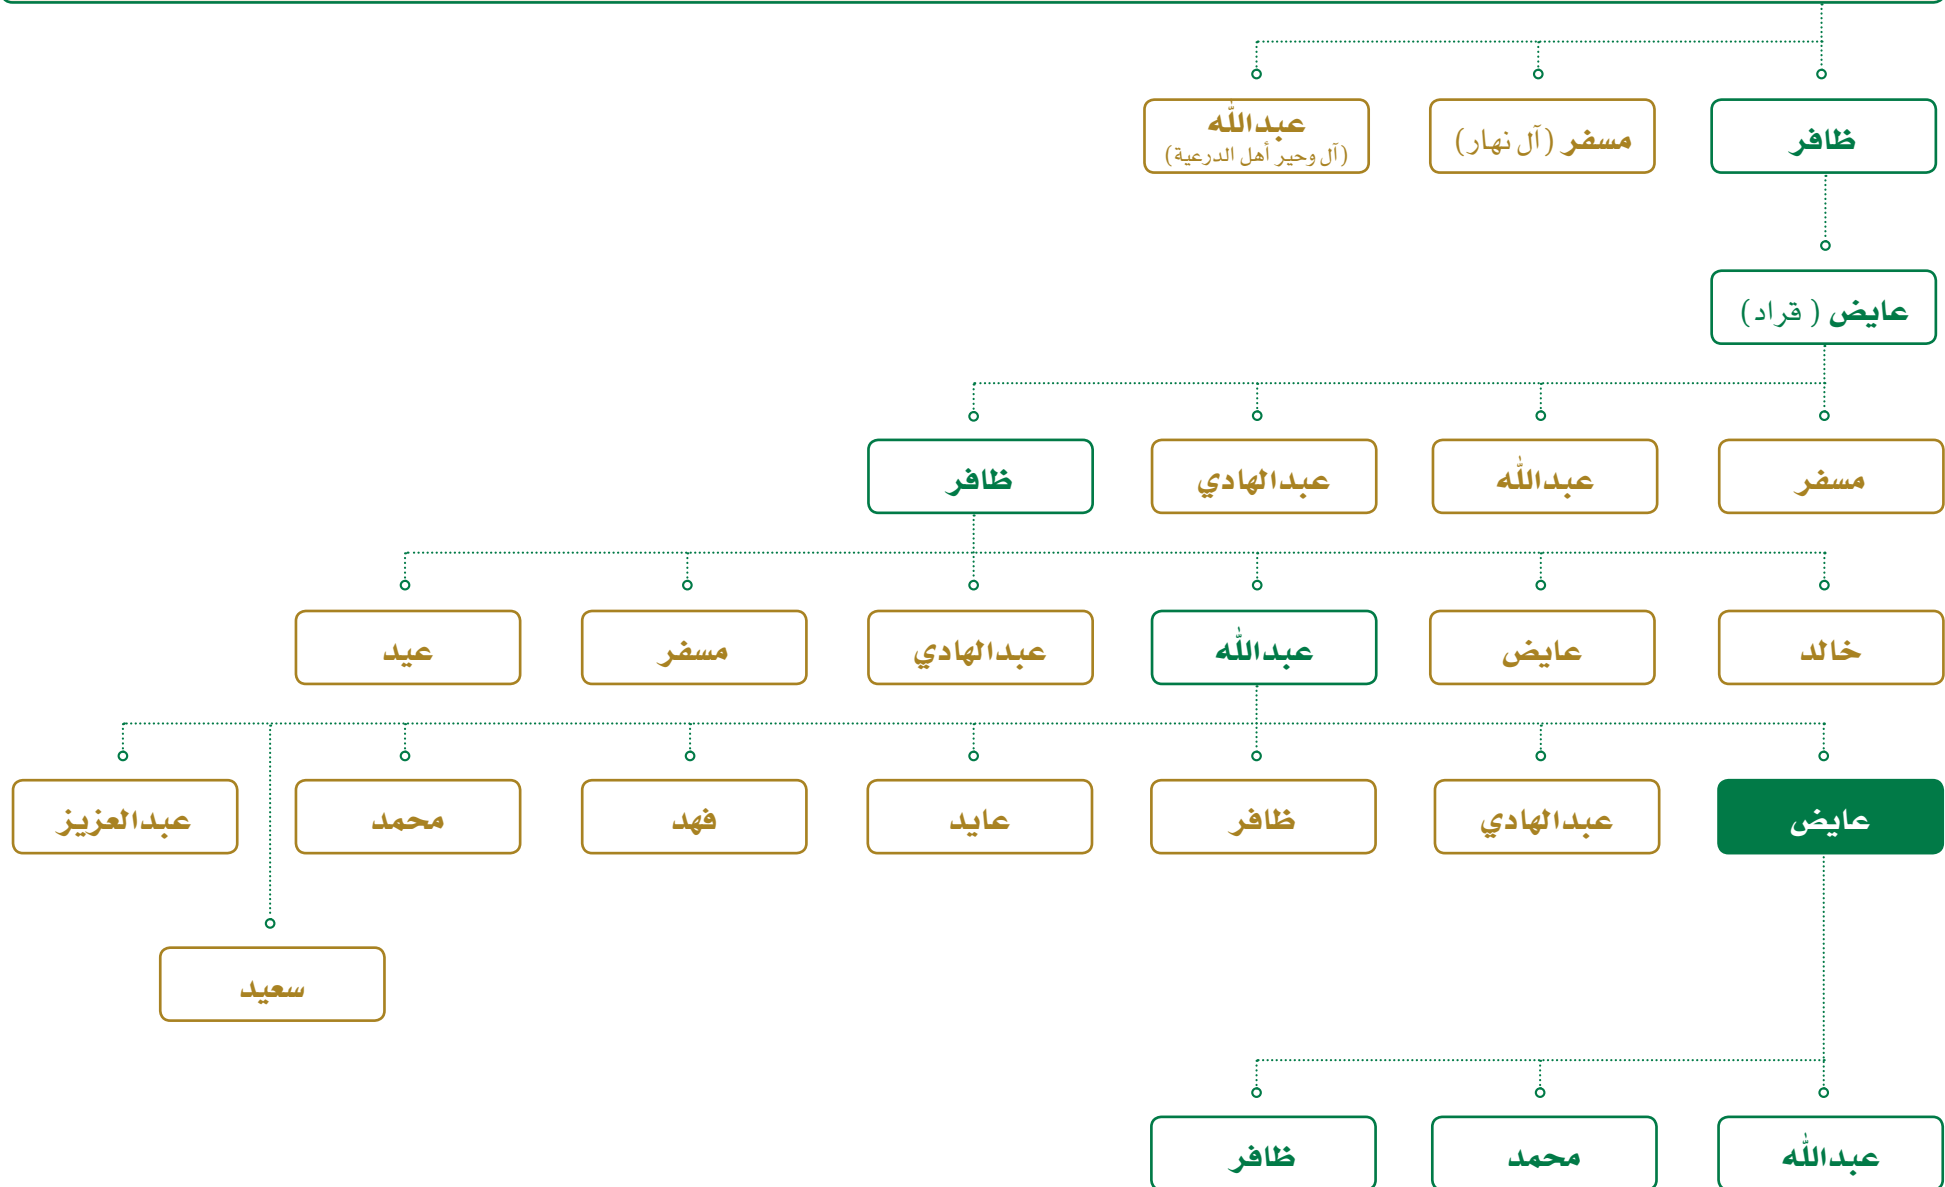 ظافر
مسفر (آل نهار)
عبدالله
(آل وحير أهل الدرعية)
عايض ( قراد)
مسفر
عبدالله
عبدالهادي
ظافر
خالد
عايض
عبدالله
عبدالهادي
مسفر
عيد
عايض
عبدالهادي
ظافر
عايد
فهد
محمد
عبدالعزيز
سعيد
عبدالله
محمد
ظافر